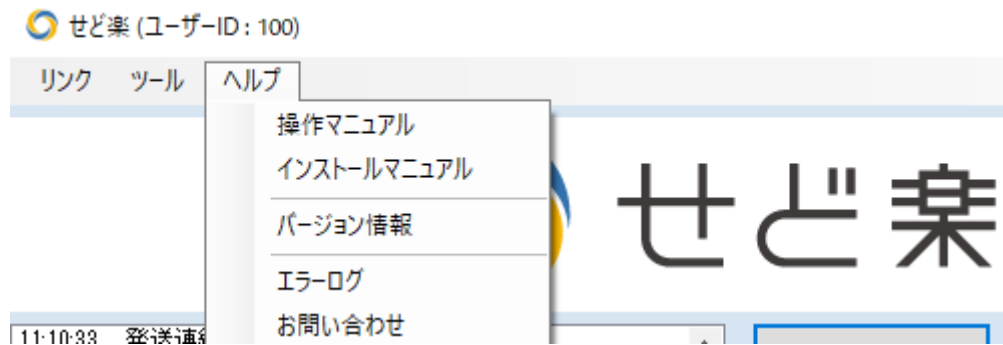 せど楽 (ユーザーID : 100)
リンク ツール ヘルプ
操作マニュアル
インストールマニュアル
バージョン情報
エラーログ
お問い合わせ
せど楽
11:10:33 発送連